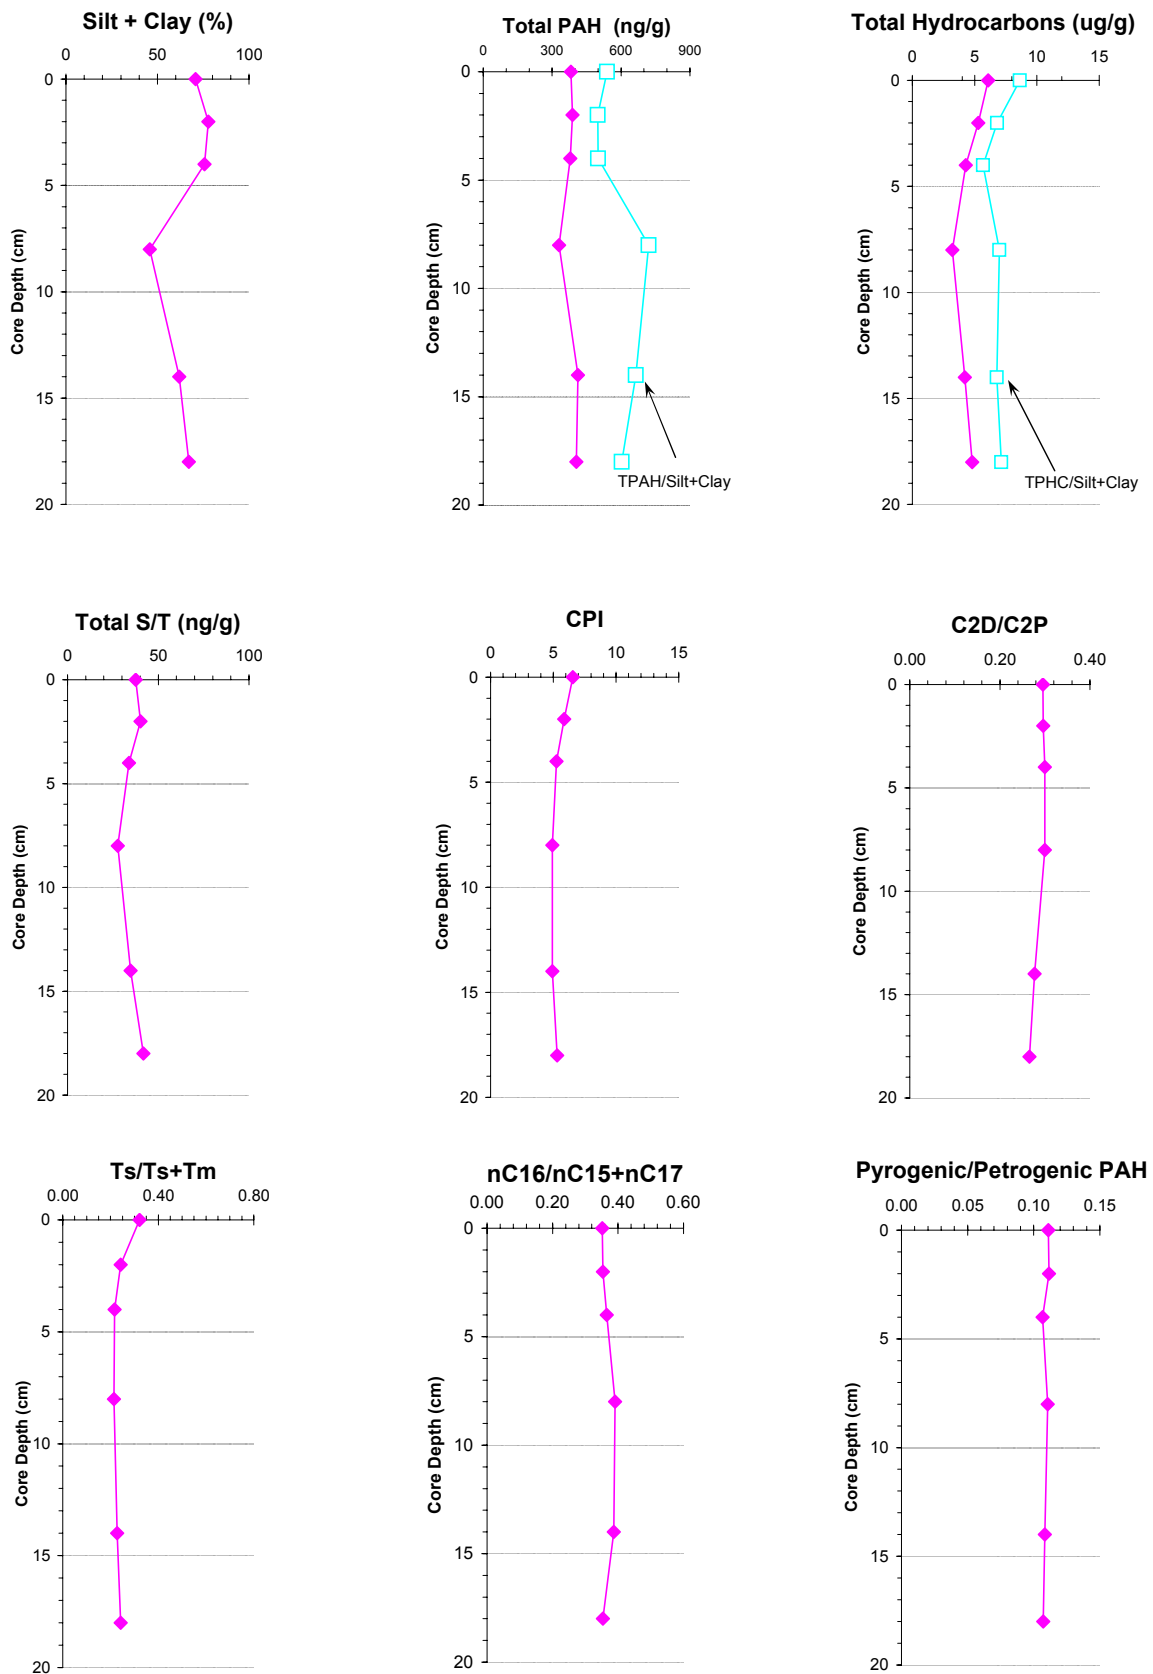 Silt + Clay (%)
0 50 100
0
5
10
15
20
Core Depth (cm)
Total PAH (ng/g)
0 300 600 900
0
5
10
15
20
Core Depth (cm)
TPAH/Silt+Clay
Total Hydrocarbons (ug/g)
0 5 10 15
0
5
10
15
20
Core Depth (cm)
TPHC/Silt+Clay
Total S/T (ng/g)
0 50 100
0
5
10
15
20
Core Depth (cm)
CPI
0 5 10 15
0
5
10
15
20
Core Depth (cm)
C2D/C2P
0.00 0.20 0.40
0
5
10
15
20
Core Depth (cm)
Ts/Ts+Tm
0.00 0.40 0.80
0
5
10
15
20
Core Depth (cm)
nC16/nC15+nC17
0.00 0.20 0.40 0.60
0
5
10
15
20
Core Depth (cm)
Pyrogenic/Petrogenic PAH
0.00 0.05 0.10 0.15
0
5
10
15
20
Core Depth (cm)